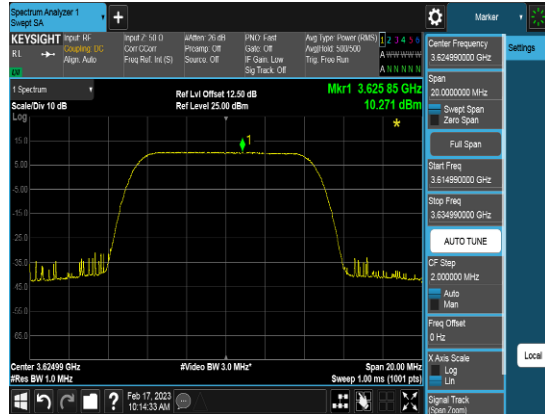 Spectrum Analyzer 1
Swept SA
+
Marker
KEYSIGHT
Input: RF
Input Z: 50 Ω
#Atten: 26 dB
PNO: Fast
Avg Type: Power (RMS)
1 2 3 4 5 6
RL
Coupling: DC
Corr CCorr
Preamp: Off
Gate: Off
Avg|Hold: 500/500
A W W W W W
Align: Auto
Freq Ref: Int (S)
Source: Off
IF Gain: Low
Trig: Free Run
Sig Track: Off
A N N N N N
1 Spectrum
Scale/Div 10 dB
Ref Lvl Offset 12.50 dB
Ref Level 25.00 dBm
Mkr1 3.625 85 GHz
10.271 dBm
Log
15.0
5.00
-5.00
-15.0
-25.0
-35.0
-45.0
-55.0
-65.0
1
Center 3.62499 GHz
#Res BW 1.0 MHz
#Video BW 3.0 MHz*
Span 20.00 MHz
Sweep 1.00 ms (1001 pts)
Feb 17, 2023
10:14:33 AM
Center Frequency
3.624990000 GHz
Settings
Span
20.0000000 MHz
Swept Span
Zero Span
Full Span
Start Freq
3.614990000 GHz
Stop Freq
3.634990000 GHz
AUTO TUNE
CF Step
2.000000 MHz
Auto
Man
Freq Offset
0 Hz
X Axis Scale
Log
Lin
Local
Signal Track
(Span Zoom)